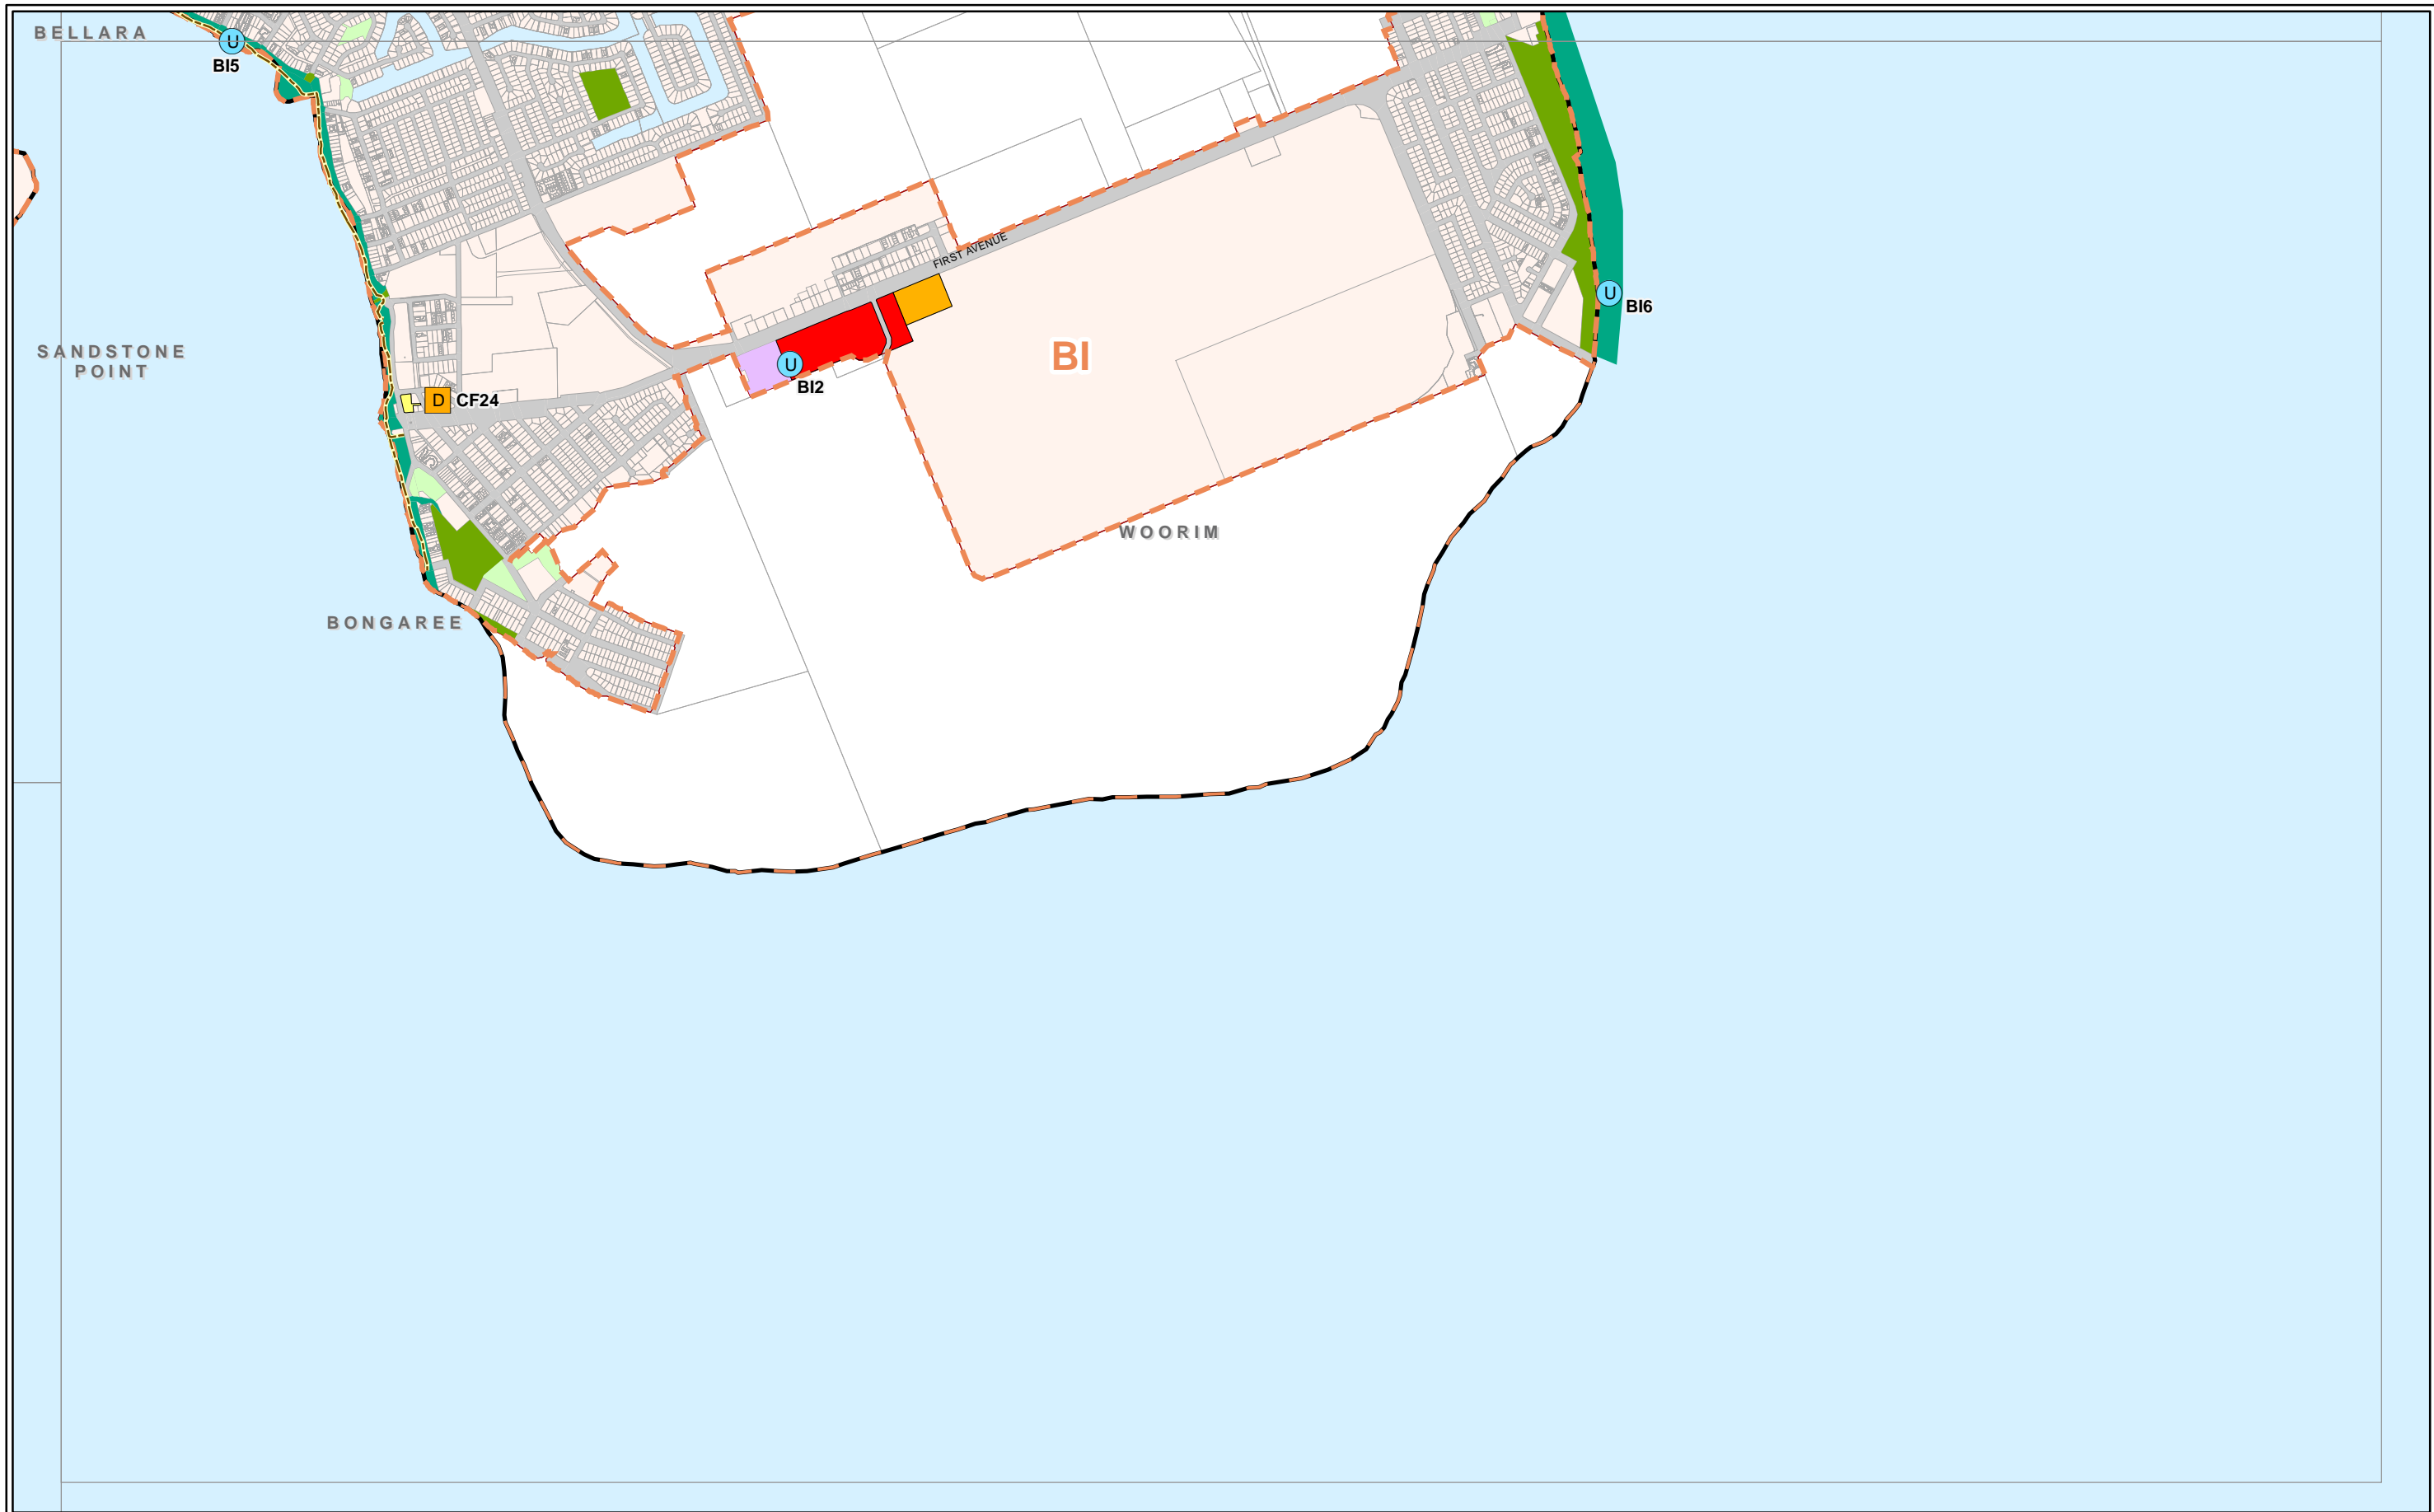 BELLARA
U
BI5
FIRST AVENUE
U
BI6
SANDSTONE
POINT
BI
U
BI2
D
CF24
WOORIM
BONGAREE